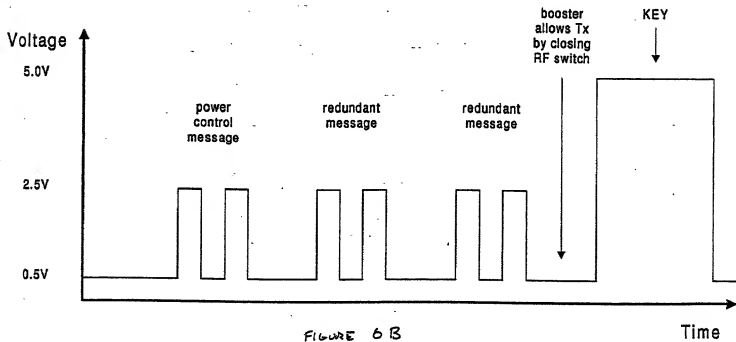 booster
allows Tx
by closing
RF switch
KEY
Voltage
5.0V
power
control
message
redundant
message
redundant
message
2.5V
0.5V
FIGURE 6B
Time